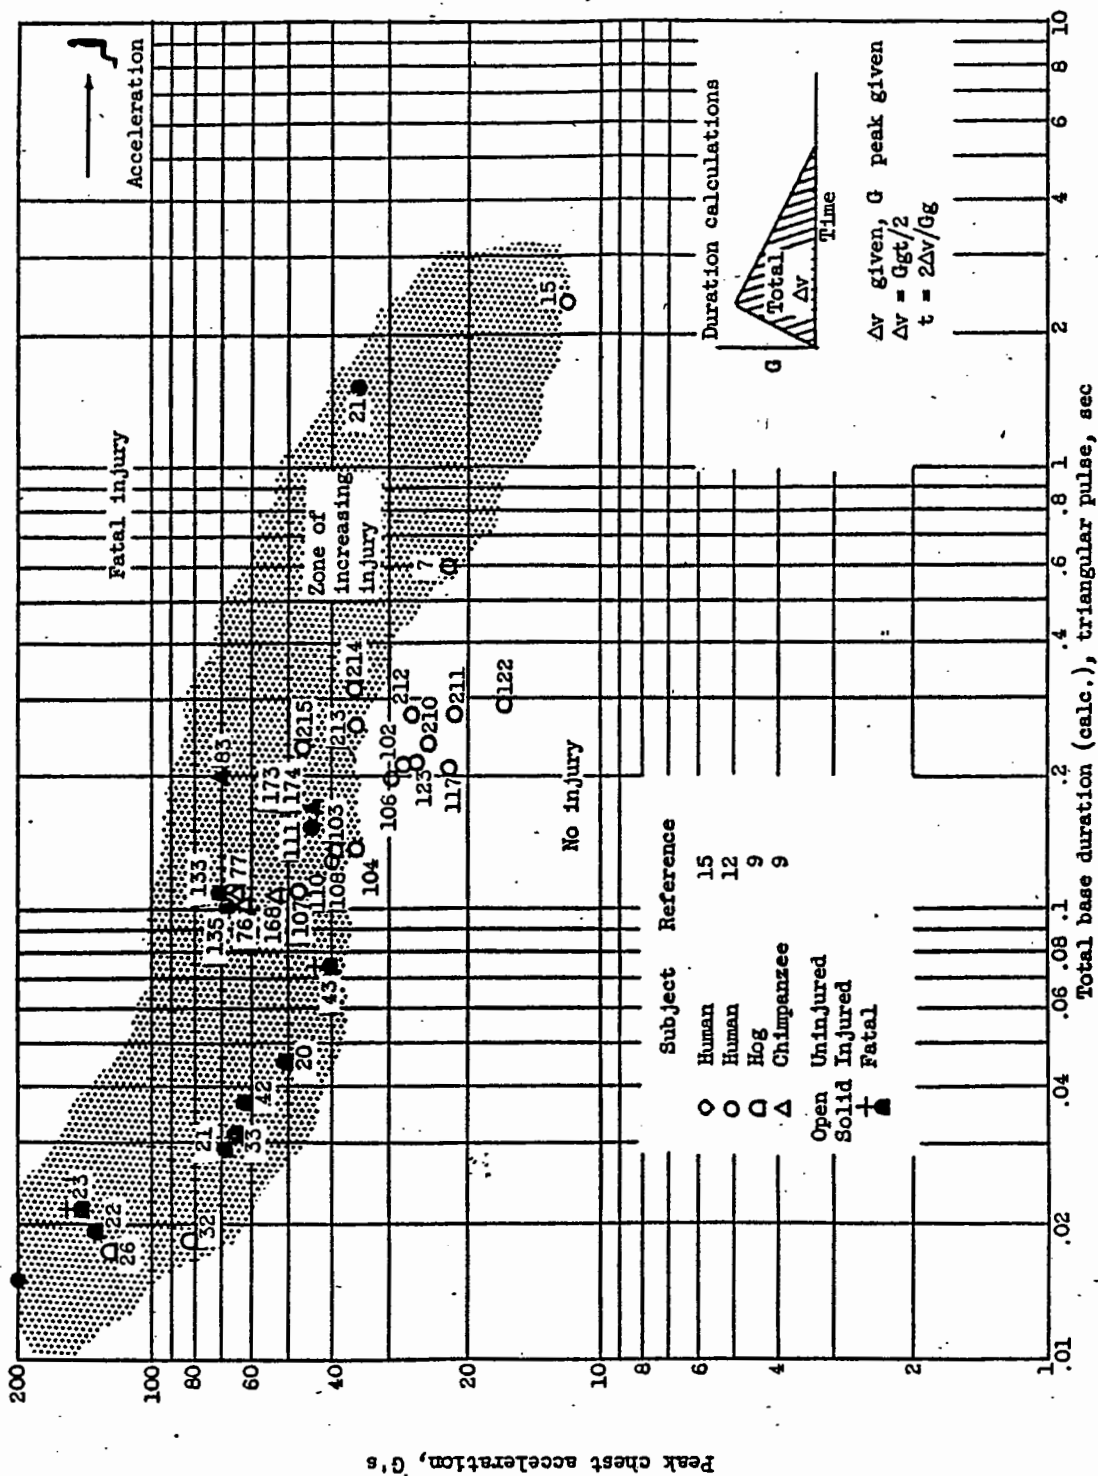 Peak chest acceleration, G's
200
100
80
60
40
20
10
8
6
4
2
1
.01
.02
.04
.06
.08
.1
.2
.4
.6
.8
1
2
4
6
8
10
Total base duration (calc.), triangular pulse, sec
Acceleration
Fatal injury
Zone of
increasing
injury
No injury
23
22
26
32
21
33
42
20
43
133
135
77
76
168
107
110
108
103
104
111
173
174
83
215
213
214
106
102
123
117
212
210
211
122
7
21
15
Subject Reference
Human 15
Human 12
Hog 9
Chimpanzee 9
Open Uninjured
Solid Injured
Fatal
Duration calculations
G
Total
Δv
Time
Δv given, G peak given
Δv = Ggt/2
t = 2Δv/Gg